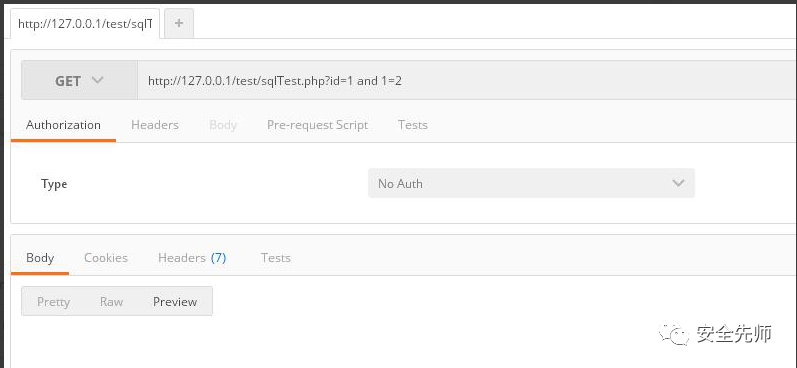 http://127.0.0.1/test/sqlT
+
GET
http://127.0.0.1/test/sqlTest.php?id=1 and 1=2
Authorization Headers Body Pre-request Script Tests
Type
No Auth
Body Cookies Headers (7) Tests
Pretty Raw Preview
安全先师